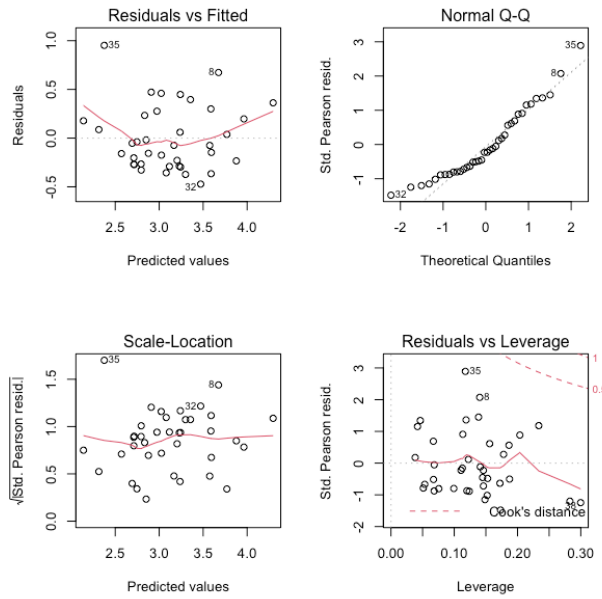 Residuals vs Fitted
Residuals
1.0
0.5
0.0
-0.5
35
8
32
2.5 3.0 3.5 4.0
Predicted values
Normal Q-Q
Std. Pearson resid.
3
2
1
0
-1
35
8
32
-2 -1 0 1 2
Theoretical Quantiles
Scale-Location
√|Std. Pearson resid.|
1.5
1.0
0.5
0.0
35
8
32
2.5 3.0 3.5 4.0
Predicted values
Residuals vs Leverage
Std. Pearson resid.
3
2
1
0
-1
-2
35
8
1
0.
Cook's distance
0.00 0.10 0.20 0.30
Leverage